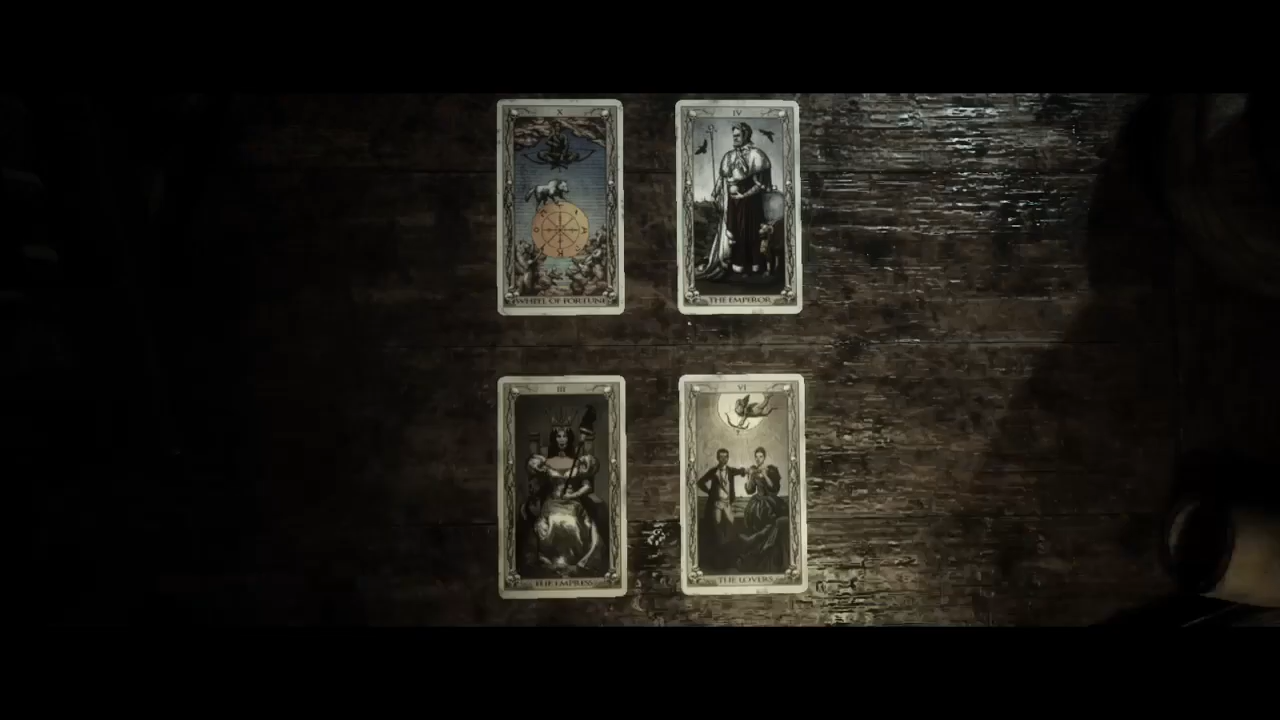 X
WHEEL OF FORTUNE
IV
THE EMPEROR
III
THE EMPRESS
VI
THE LOVERS